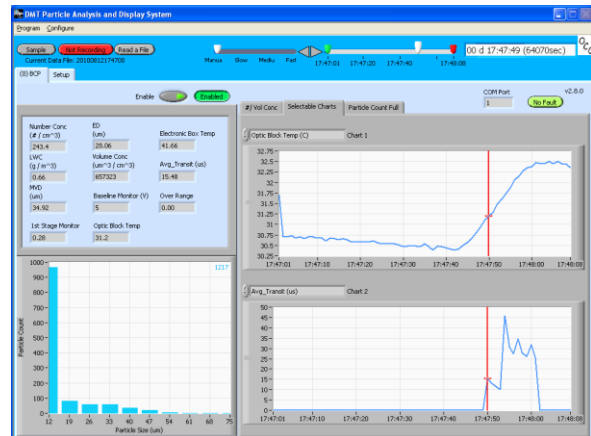 DMT Particle Analysis and Display System
Program Configure
Sample Not Recording Read a File
Current Data File: 20100812174700
Manua Slow Mediu Fast 17:47:01 17:47:20 17:47:40 17:48:08
00 d 17:47:49 (64070sec)
(0) BCP Setup
Enable Enabled
COM Port
1
No Fault
v2.8.0
#/ Vol Conc Selectable Charts Particle Count Full
Number Conc
(# / cm^3)
243.4
ED
(um)
28.06
Electronic Box Temp
41.66
LWC
(g / m^3)
0.66
Volume Conc
(um^3 / cm^3)
657323
Avg_Transit (us)
15.48
MVD
(um)
34.92
Baseline Monitor (V)
5
Over Range
0.00
1st Stage Monitor
0.28
Optic Block Temp
31.2
Optic Block Temp (C) Chart 1
32.75
32.5
32.25
32
31.75
31.5
31.25
31
30.75
30.5
30.25
17:47:01 17:47:10 17:47:20 17:47:30 17:47:40 17:47:50 17:48:00 17:48:08
Avg_Transit (us) Chart 2
50
45
40
35
30
25
20
15
10
5
0
17:47:01 17:47:10 17:47:20 17:47:30 17:47:40 17:47:50 17:48:00 17:48:08
1217
Particle Count
1000
900
800
700
600
500
400
300
200
100
0
12 19 26 33 40 47 54 61 68 75
Particle Size (um)